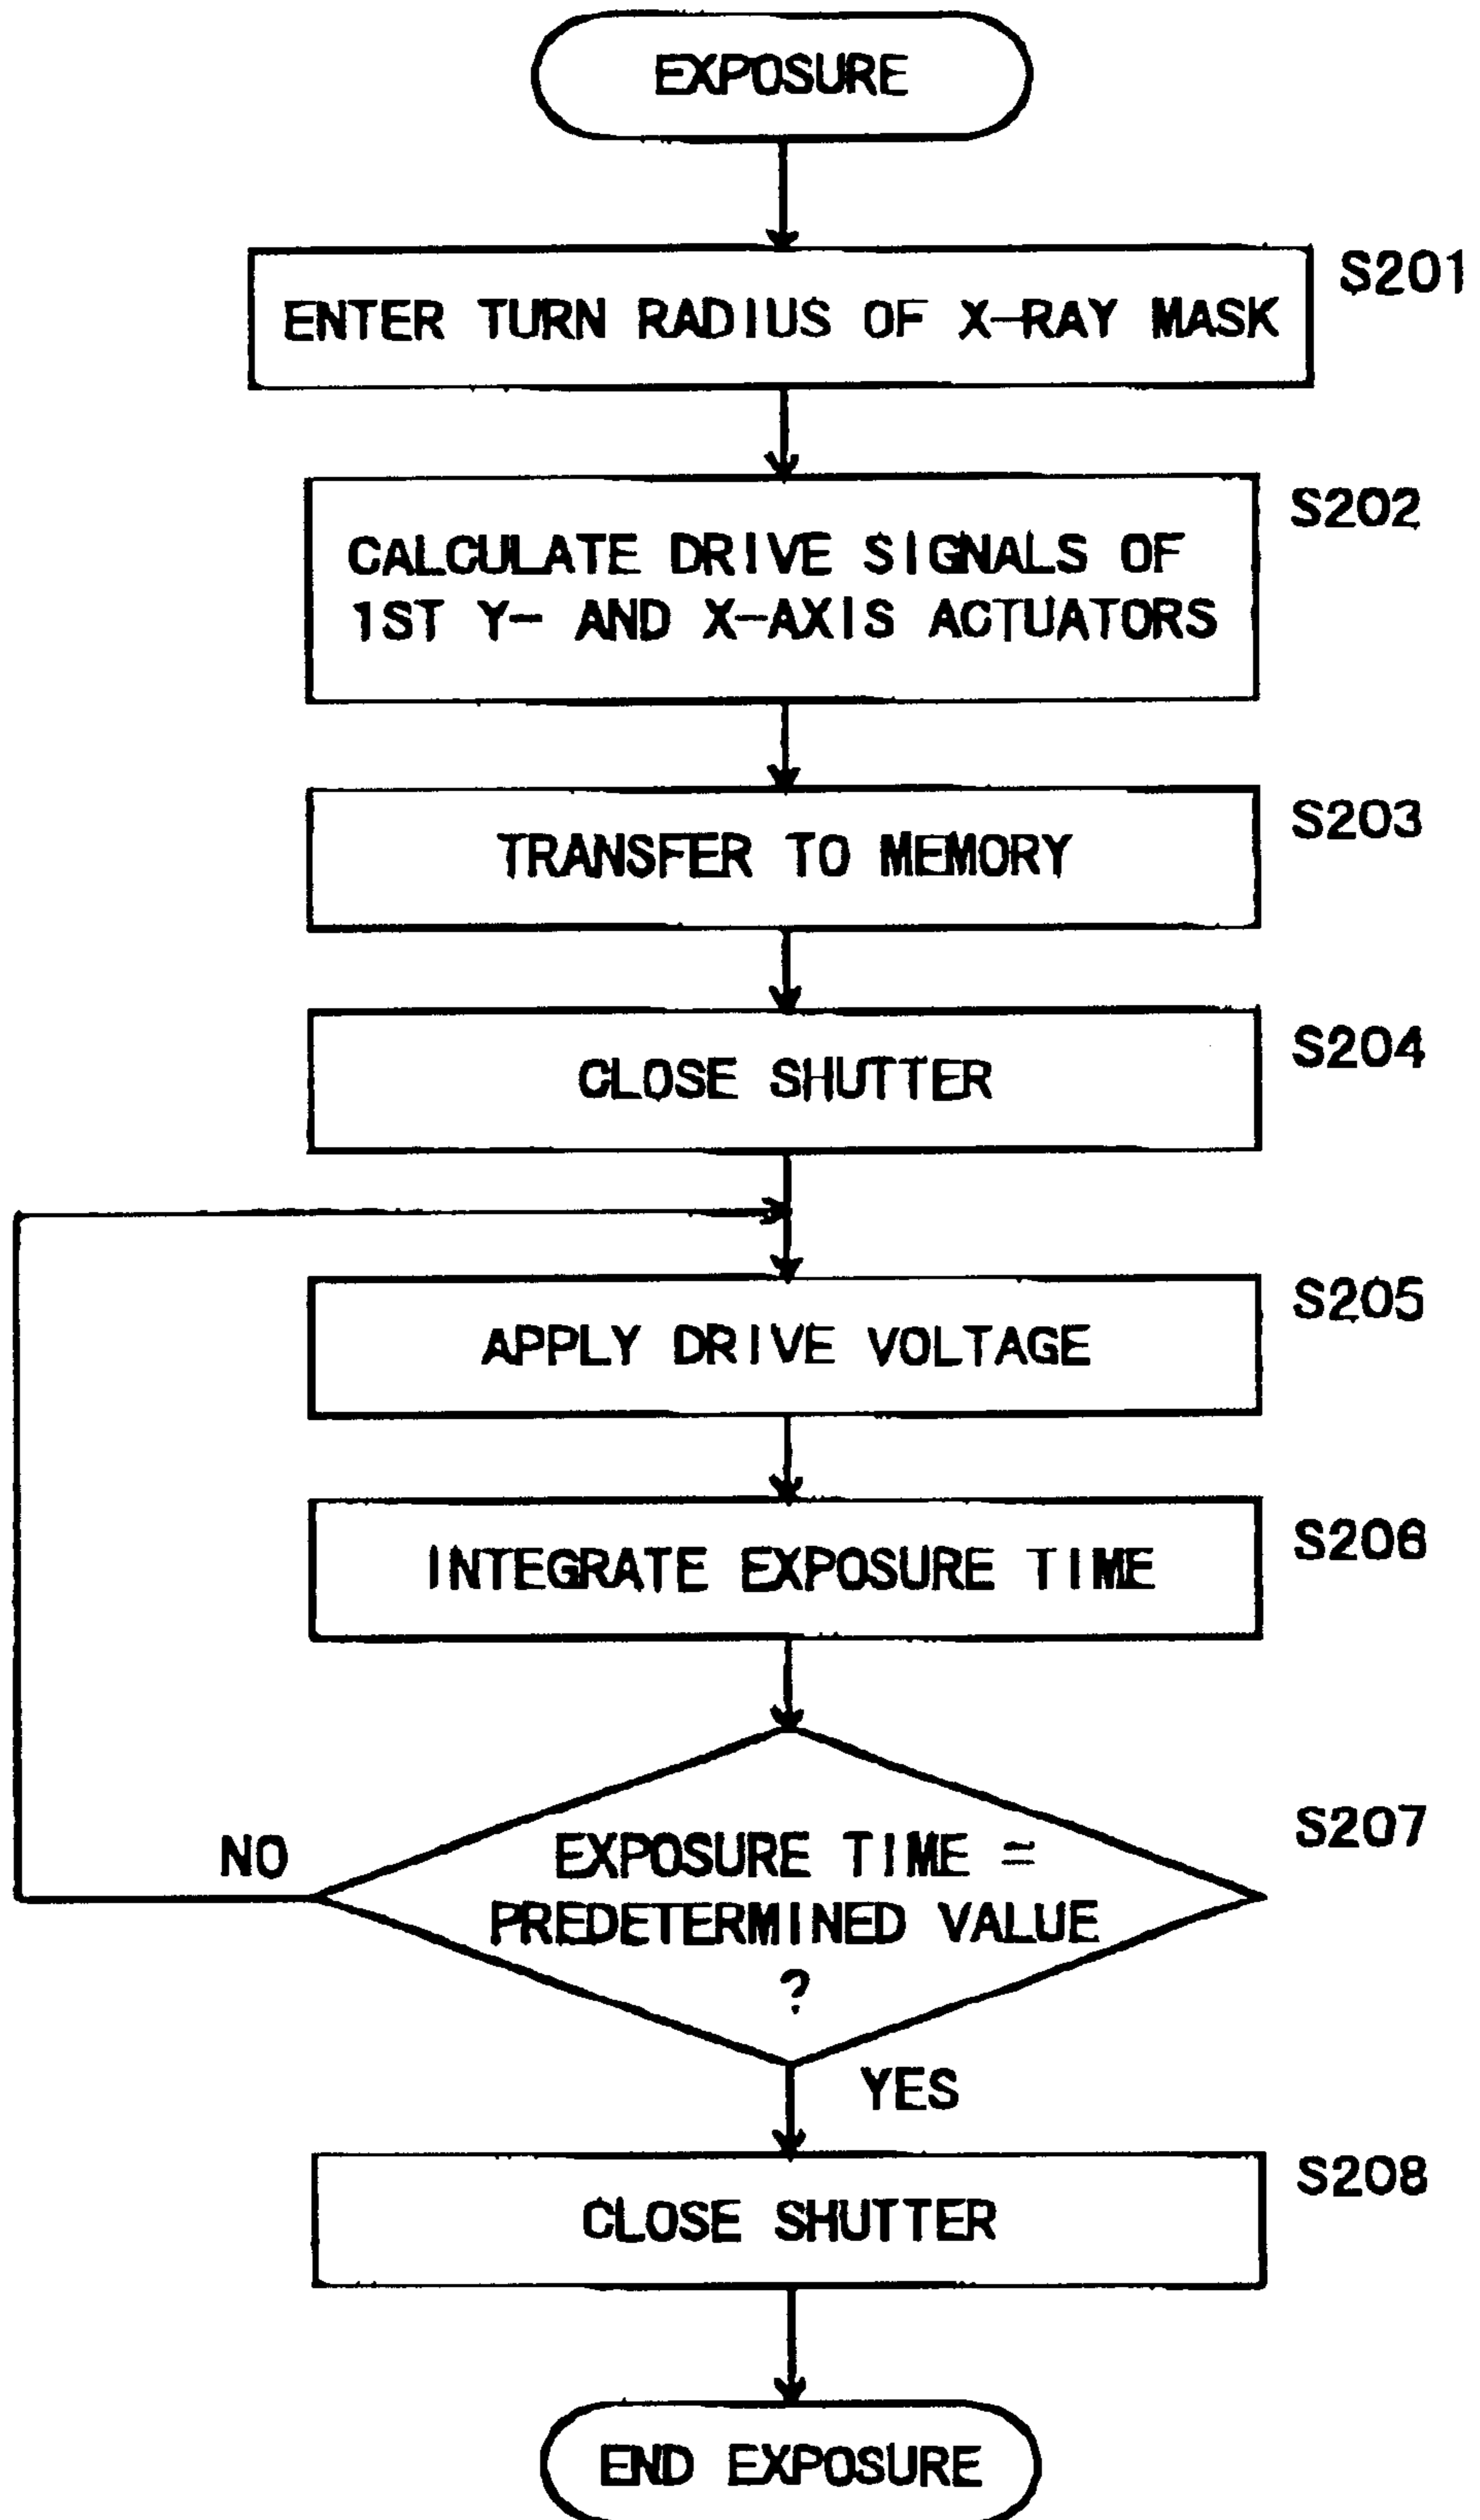 EXPOSURE
S201
ENTER TURN RADIUS OF X-RAY MASK
S202
CALCULATE DRIVE SIGNALS OF
1ST Y- AND X-AXIS ACTUATORS
S203
TRANSFER TO MEMORY
S204
CLOSE SHUTTER
S205
APPLY DRIVE VOLTAGE
S206
INTEGRATE EXPOSURE TIME
S207
NO
EXPOSURE TIME =
PREDETERMINED VALUE
?
YES
S208
CLOSE SHUTTER
END EXPOSURE